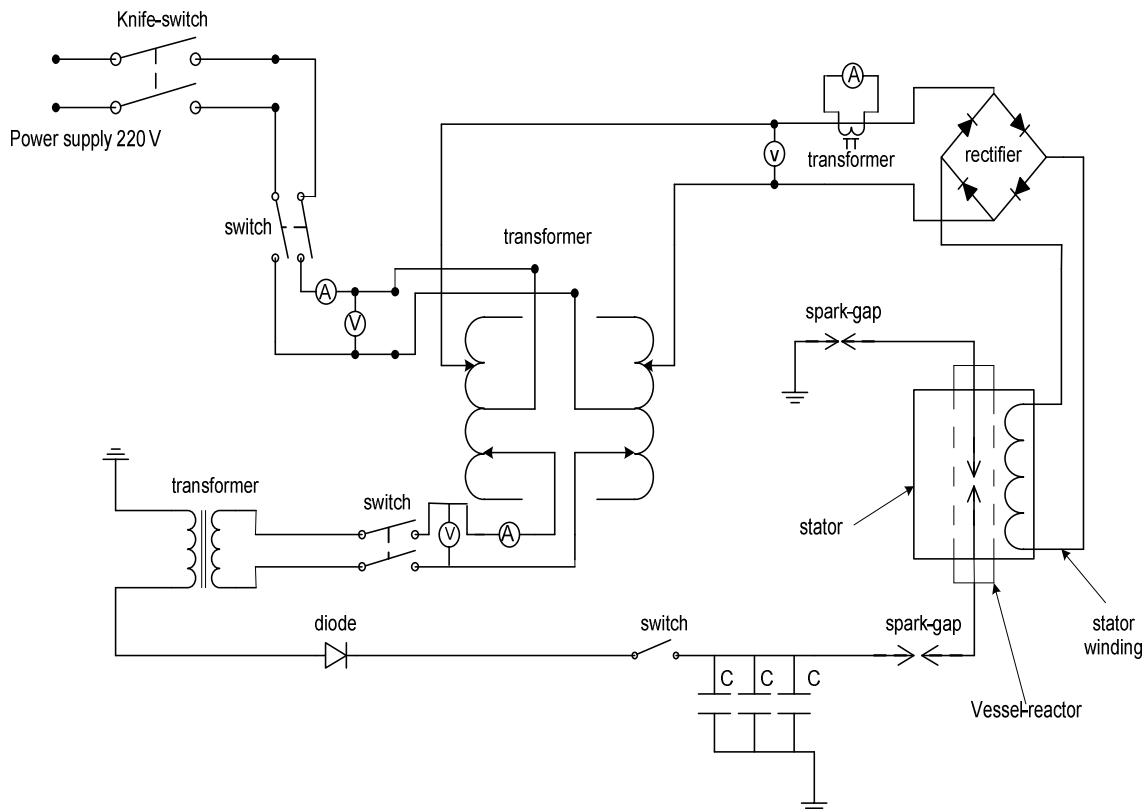 Knife-switch
Power supply 220 V
A
transformer
v
rectifier
switch
transformer
A
V
spark-gap
transformer
switch
V
A
stator
diode
switch
spark-gap
stator
winding
C
C
C
Vessel-reactor